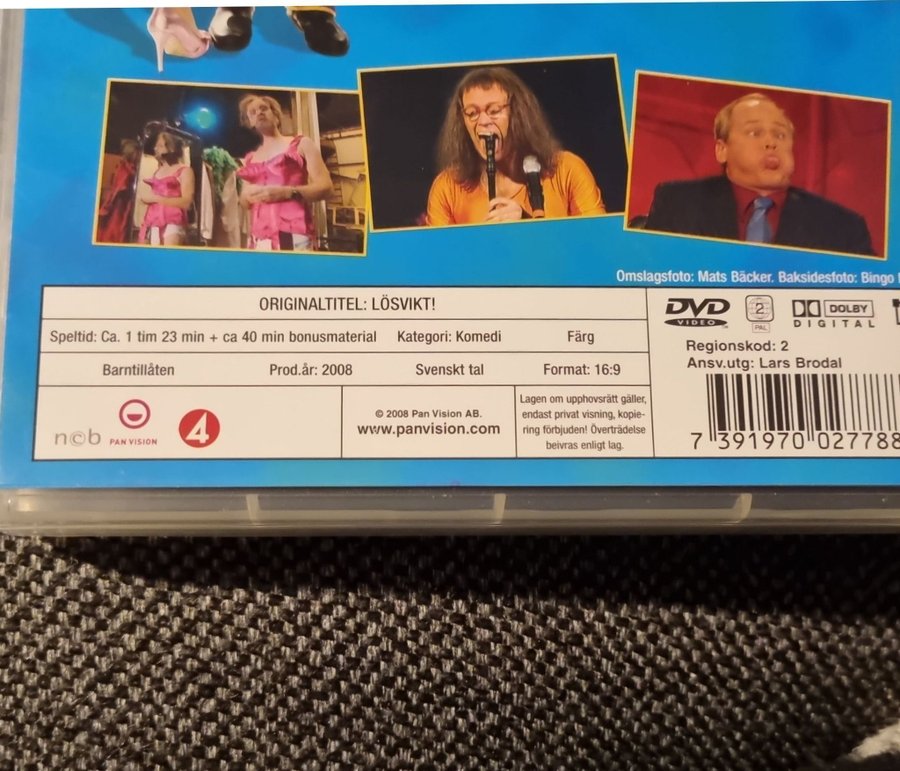 Omslagsfoto: Mats Bäcker. Baksidesfoto: Bingo
ORIGINALTITEL: LÖSVIKT!
Speltid: Ca. 1 tim 23 min + ca 40 min bonusmaterial Kategori: Komedi Färg
Barntillåten Prod.år: 2008 Svenskt tal Format: 16:9
ncb PAN VISION 4
© 2008 Pan Vision AB.
www.panvision.com
Lagen om upphovsrätt gäller,
endast privat visning, kopie-
ring förbjuden! Överträdelse
beivras enligt lag.
DVD VIDEO
2 PAL
DOLBY
DIGITAL
Regionskod: 2
Ansv.utg: Lars Brodal
7 391970 027788